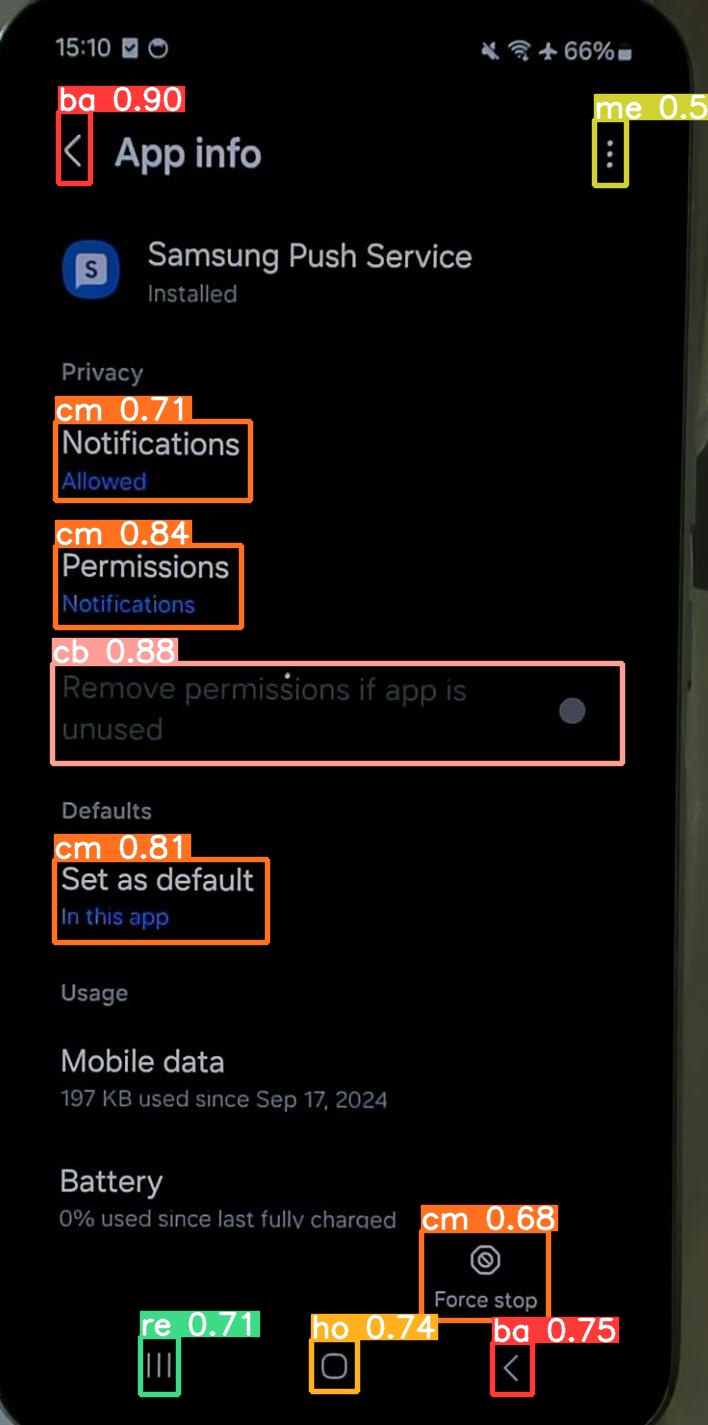 15:10 66%
ba 0.90
me 0.5
App info
S
Samsung Push Service
Installed
Privacy
cm 0.71
Notifications
Allowed
cm 0.84
Permissions
Notifications
cb 0.88
Remove permissions if app is
unused
Defaults
cm 0.81
Set as default
In this app
Usage
Mobile data
197 KB used since Sep 17, 2024
Battery
0% used since last fully charged
cm 0.68
Force stop
re 0.71
ho 0.74
ba 0.75